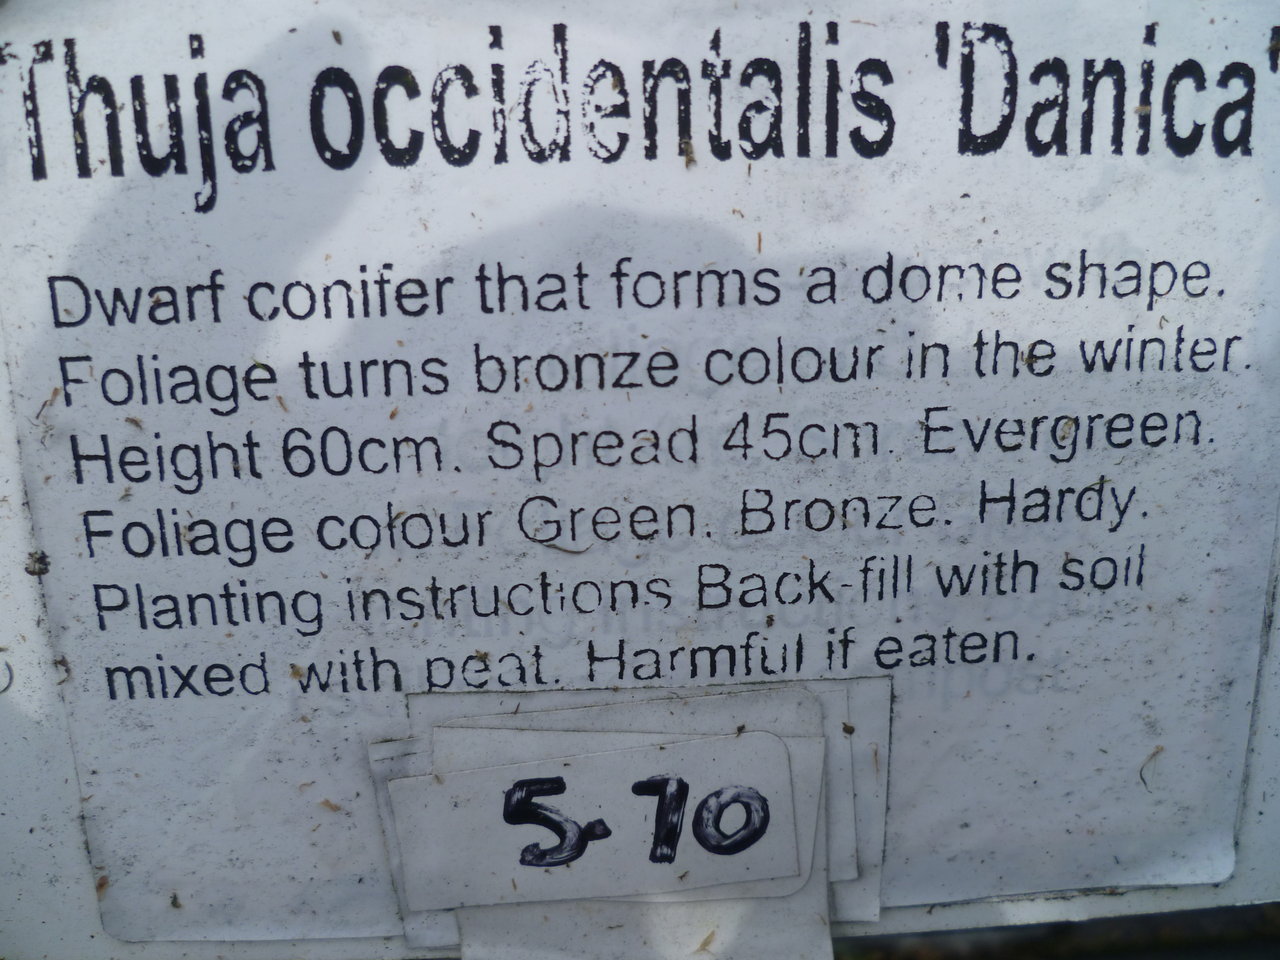 Thuja occidentalis 'Danica'
Dwarf conifer that forms a dome shape.
Foliage turns bronze colour in the winter.
Height 60cm. Spread 45cm. Evergreen.
Foliage colour Green. Bronze. Hardy.
Planting instructions Back-fill with soil
mixed with peat. Harmful if eaten.
5.70